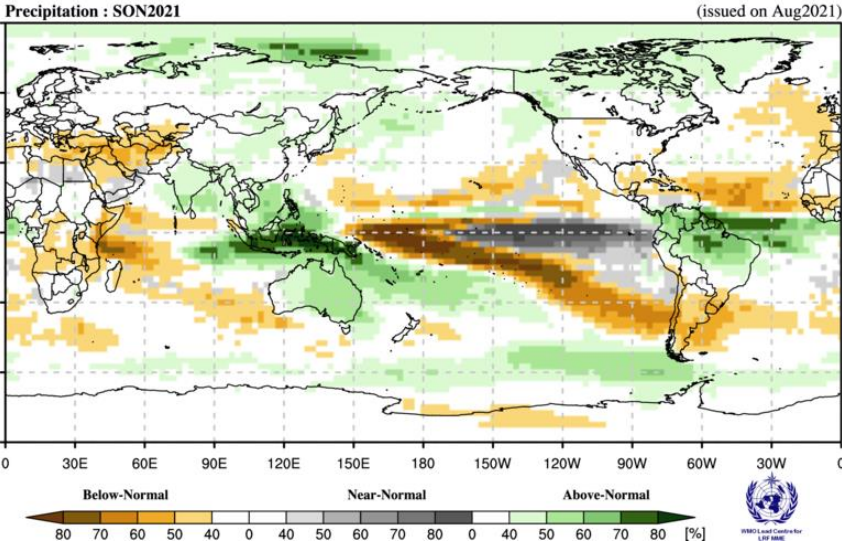 Precipitation : SON2021 (issued on Aug2021)
0 30E 60E 90E 120E 150E 180 150W 120W 90W 60W 30W 0
Below-Normal Near-Normal Above-Normal
80 70 60 50 40 0 40 50 60 70 80 0 40 50 60 70 80 [%]
WMO Lead Centre for
LRF MME